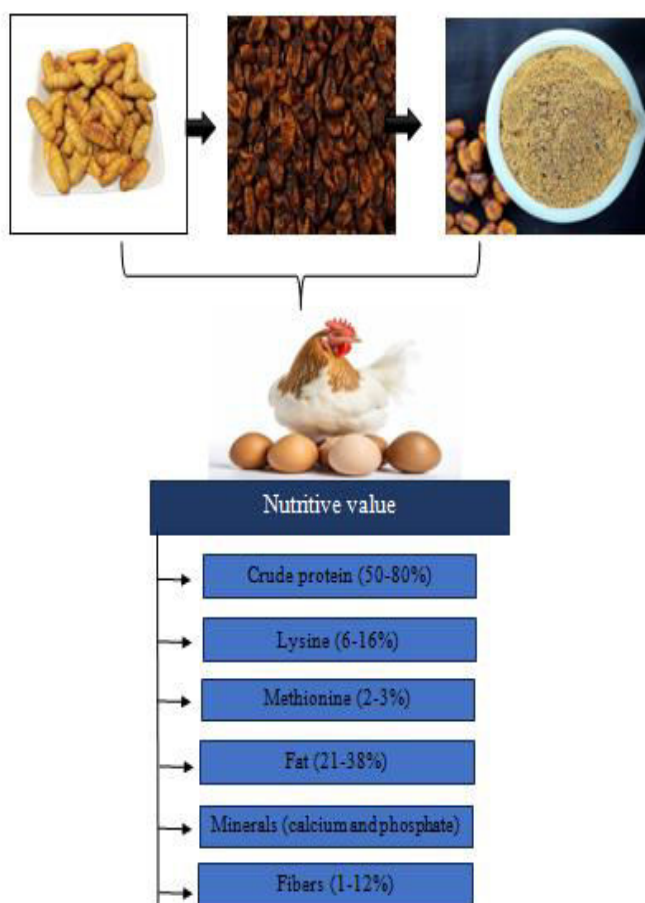 Nutritive value
Crude protein (50-80%)
Lysine (6-16%)
Methionine (2-3%)
Fat (21-38%)
Minerals (calcium and phosphate)
Fibers (1-12%)